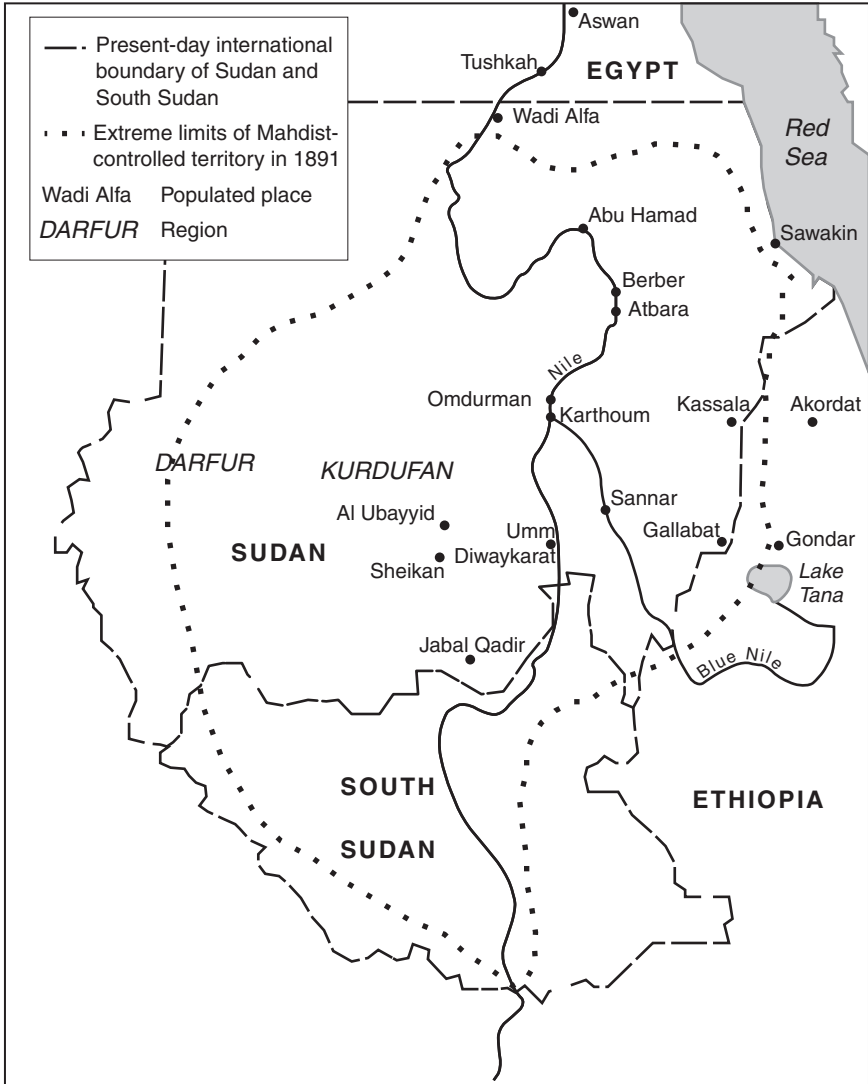 Present-day international
boundary of Sudan and
South Sudan
Extreme limits of Mahdist-
controlled territory in 1891
Wadi Alfa Populated place
DARFUR Region
Aswan
Tushkah
EGYPT
Wadi Alfa
Red
Sea
Abu Hamad
Sawakin
Berber
Atbara
Nile
Omdurman
Karthoum
Kassala
Akordat
DARFUR
KURDUFAN
Al Ubayyid
Sannar
SUDAN
Umm
Diwaykarat
Sheikan
Gallabat
Gondar
Lake
Tana
Jabal Qadir
Blue Nile
SOUTH
SUDAN
ETHIOPIA